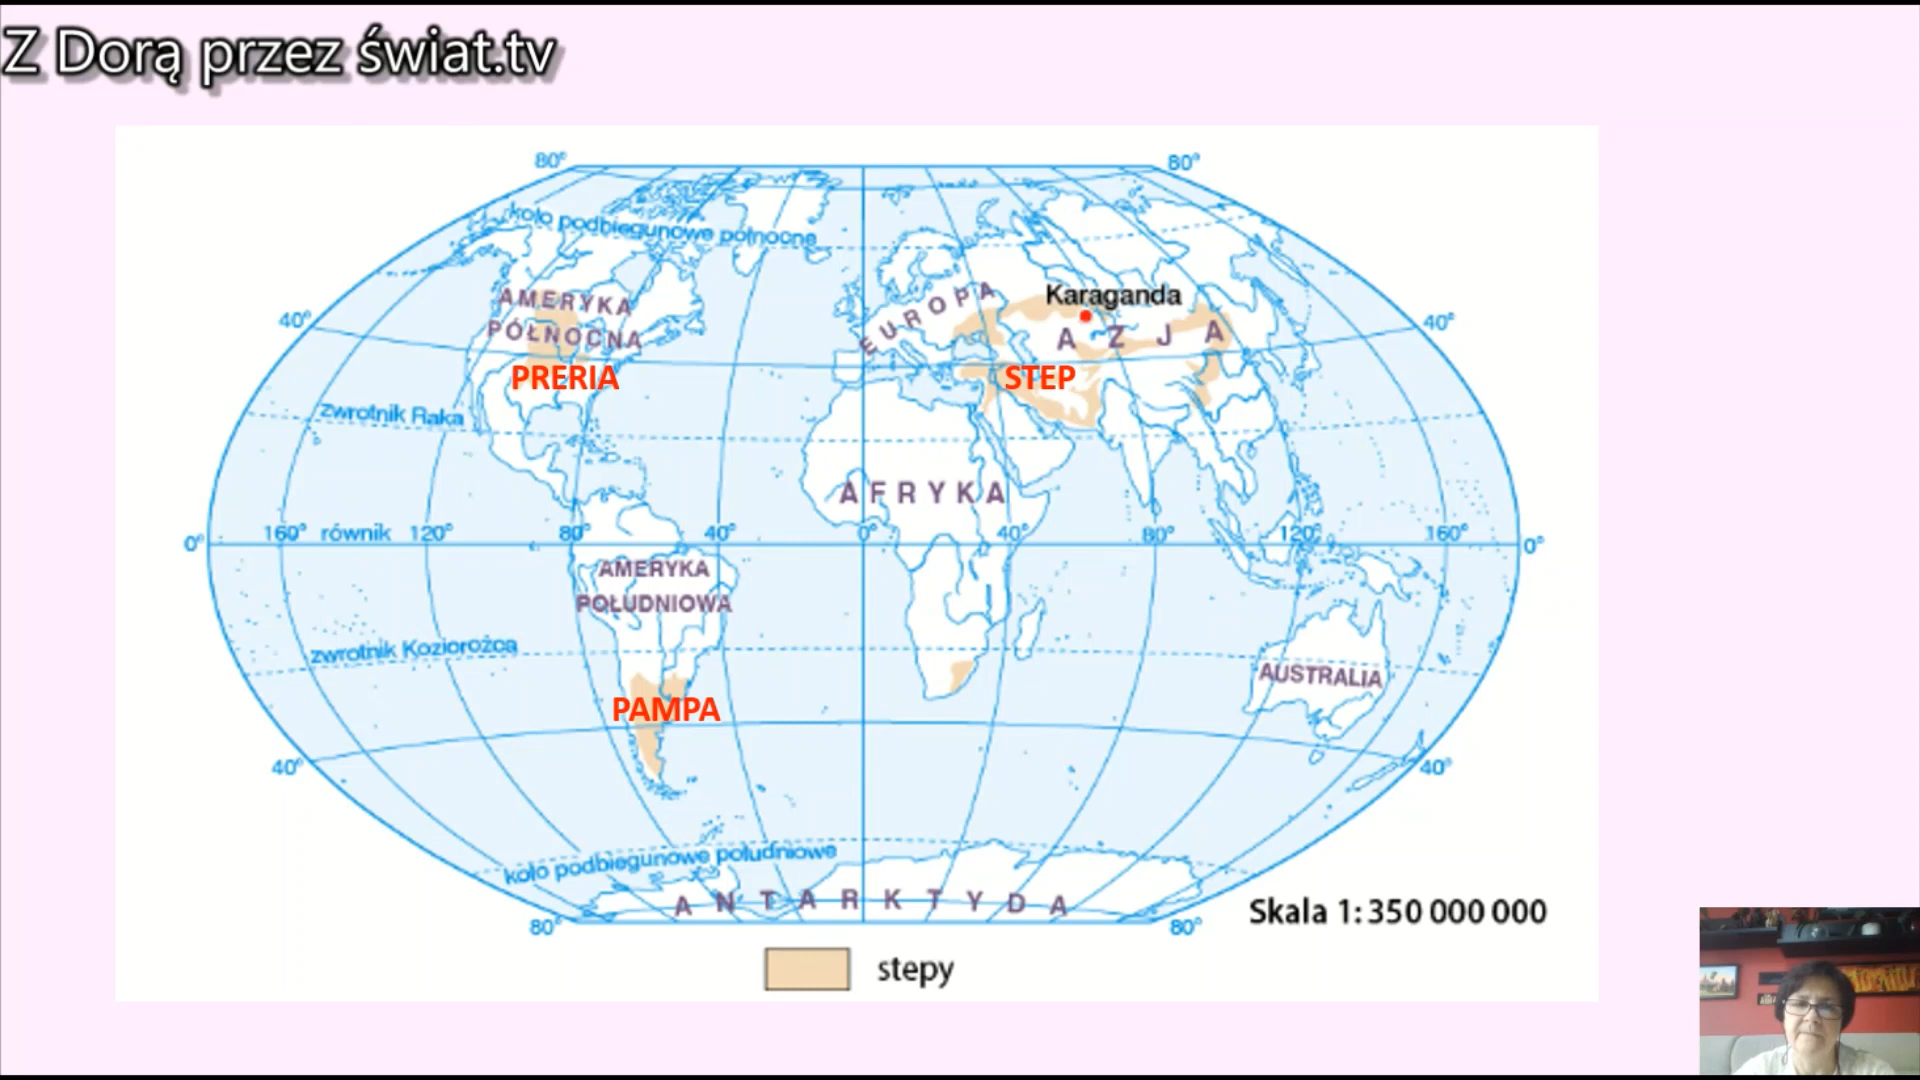 Z Dorą przez świat.tv
80° 80°
koło podbiegunowe północne
AMERYKA
PÓŁNOCNA
EUROPA
Karaganda
AZJA
40° 40°
PRERIA STEP
zwrotnik Raka
AFRYKA
0° 160° równik 120° 80° 40° 0° 40° 80° 120° 160° 0°
AMERYKA
POŁUDNIOWA
zwrotnik Koziorożca
AUSTRALIA
PAMPA
40° 40°
koło podbiegunowe południowe
ANTARKTYDA
80° 80°
Skala 1:350 000 000
stepy